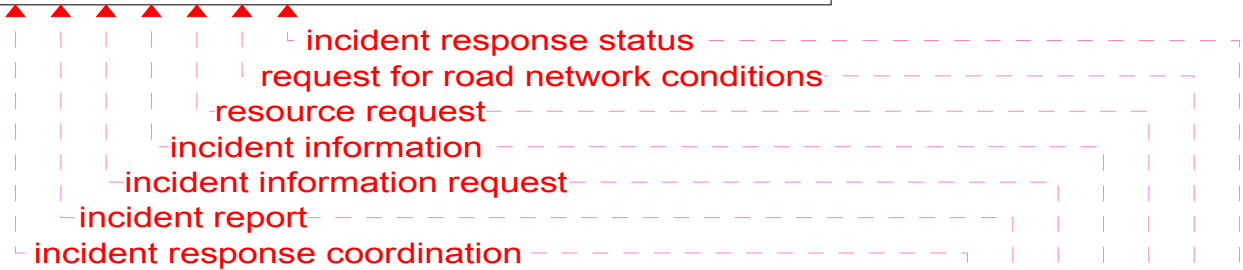 incident response status
request for road network conditions
resource request
incident information
incident information request
incident report
incident response coordination